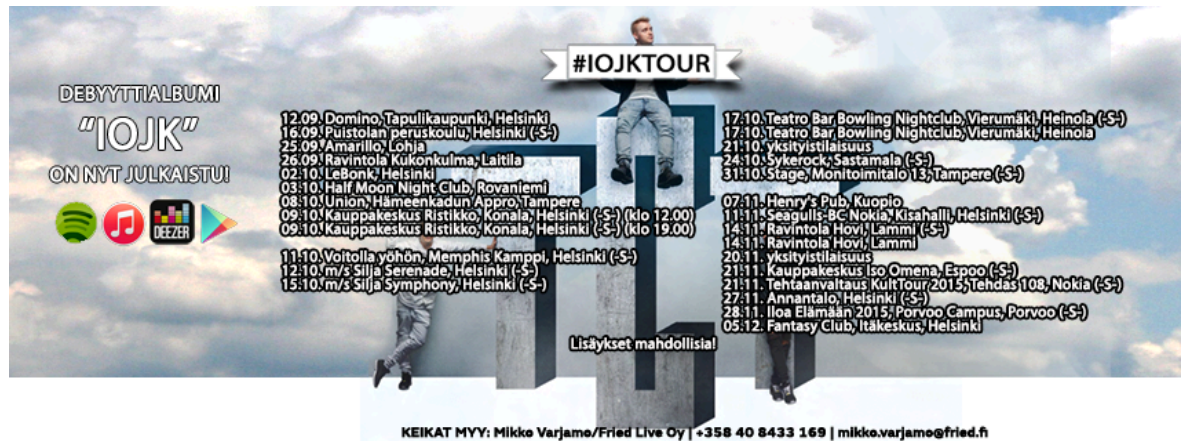 #IOJKTOUR
DEBYYTTIALBUMI
"IOJK"
ON NYT JULKAISTU!
DEEZER
12.09. Domino, Tapulikaupunki, Helsinki
16.09. Puistolan peruskoulu, Helsinki (-S-)
25.09. Amarillo, Lohja
26.09. Ravintola Kukonkulma, Laitila
02.10. LeBonk, Helsinki
03.10. Half Moon Night Club, Rovaniemi
08.10. Union, Hämeenkadun Appro, Tampere
09.10. Kauppakeskus Ristikko, Konala, Helsinki (-S-) (klo 12.00)
09.10. Kauppakeskus Ristikko, Konala, Helsinki (-S-) (klo 19.00)
11.10. Voitolla yöhön, Memphis Kamppi, Helsinki (-S-)
12.10. m/s Silja Serenade, Helsinki (-S-)
15.10. m/s Silja Symphony, Helsinki (-S-)
17.10. Teatro Bar Bowling Nightclub, Vierumäki, Heinola (-S-)
17.10. Teatro Bar Bowling Nightclub, Vierumäki, Heinola
21.10. yksityistilaisuus
24.10. Sykerock, Sastamala (-S-)
31.10. Stage, Monitoimitalo 13, Tampere (-S-)
07.11. Henry's Pub, Kuopio
11.11. Seagulls-BC Nokia, Kisahalli, Helsinki (-S-)
14.11. Ravintola Hovi, Lammi (-S-)
14.11. Ravintola Hovi, Lammi
20.11. yksityistilaisuus
21.11. Kauppakeskus Iso Omena, Espoo (-S-)
21.11. Tehtaanvaltaus KultTour 2015, Tehdas 108, Nokia (-S-)
27.11. Annantalo, Helsinki (-S-)
28.11. Iloa Elämään 2015, Porvoo Campus, Porvoo (-S-)
05.12. Fantasy Club, Itäkeskus, Helsinki
Lisäykset mahdollisia!
KEIKAT MYY: Mikko Varjamo/Fried Live Oy | +358 40 8433 169 | mikko.varjamo@fried.fi